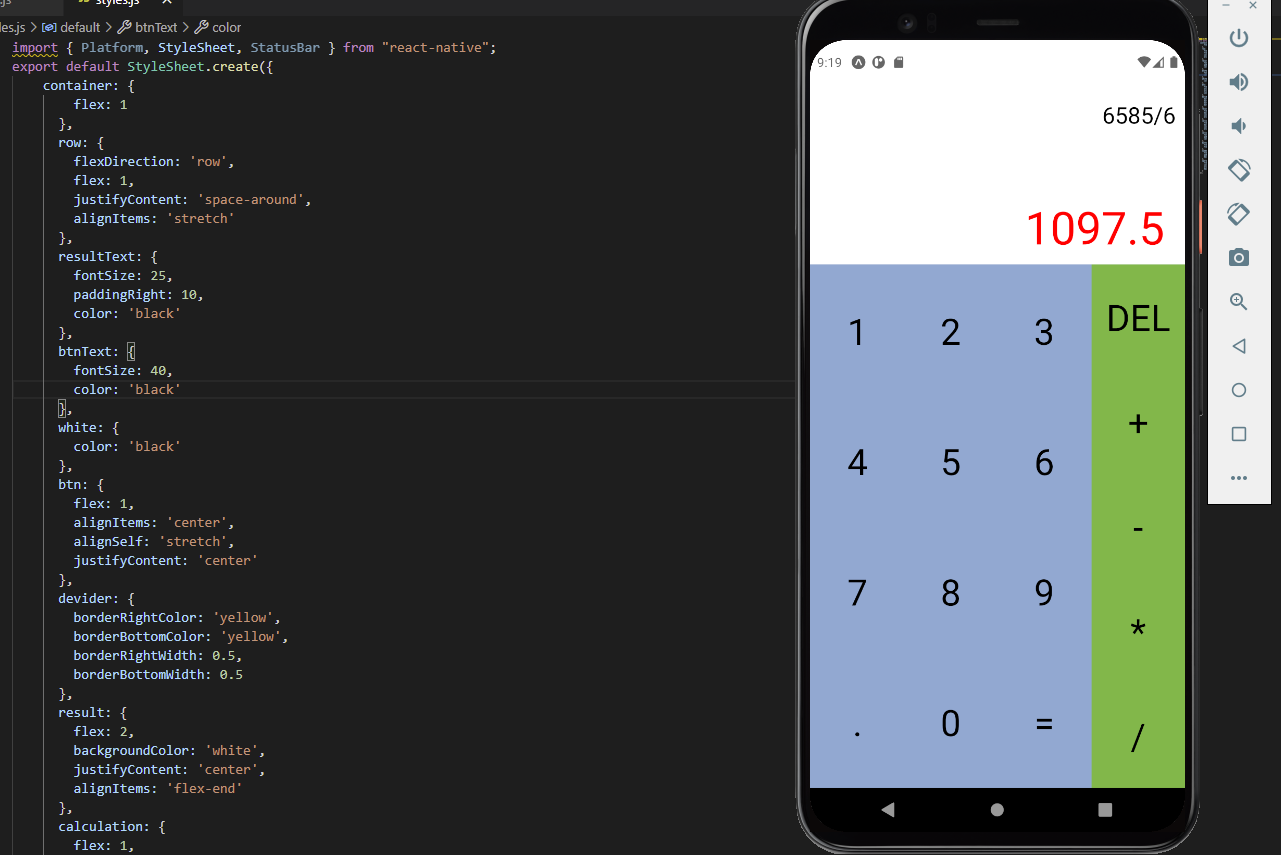 .js styles.js ×
les.js > default > btnText > color
import { Platform, StyleSheet, StatusBar } from "react-native";
export default StyleSheet.create({
container: {
flex: 1
},
row: {
flexDirection: 'row',
flex: 1,
justifyContent: 'space-around',
alignItems: 'stretch'
},
resultText: {
fontSize: 25,
paddingRight: 10,
color: 'black'
},
btnText: {
fontSize: 40,
color: 'black'
},
white: {
color: 'black'
},
btn: {
flex: 1,
alignItems: 'center',
alignSelf: 'stretch',
justifyContent: 'center'
},
devider: {
borderRightColor: 'yellow',
borderBottomColor: 'yellow',
borderRightWidth: 0.5,
borderBottomWidth: 0.5
},
result: {
flex: 2,
backgroundColor: 'white',
justifyContent: 'center',
alignItems: 'flex-end'
},
calculation: {
flex: 1,
9:19
6585/6
1097.5
1 2 3 DEL
+
4 5 6
-
7 8 9
*
. 0 =
/